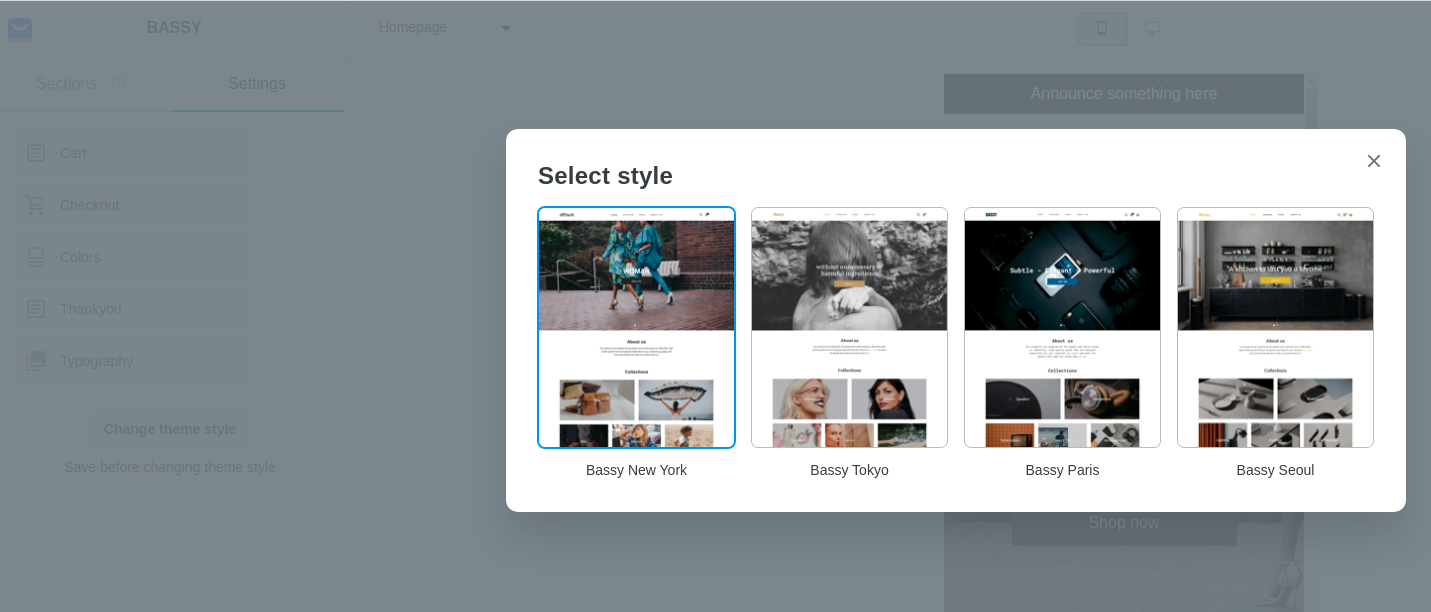 BASSY
Homepage
Sections
Settings
Announce something here
Cart
Checkout
Colors
Thankyou
Typography
Change theme style
Save before changing theme style
Select style
WOMAN
About us
Collections
Bassy New York
without unnecessary
harmful ingredients
About us
Collections
Bassy Tokyo
BASSY
Subtle - Elegant - Powerful
About us
Collections
Bassy Paris
A kitchen to last you a lifetime
About us
Collections
Bassy Seoul
Shop now